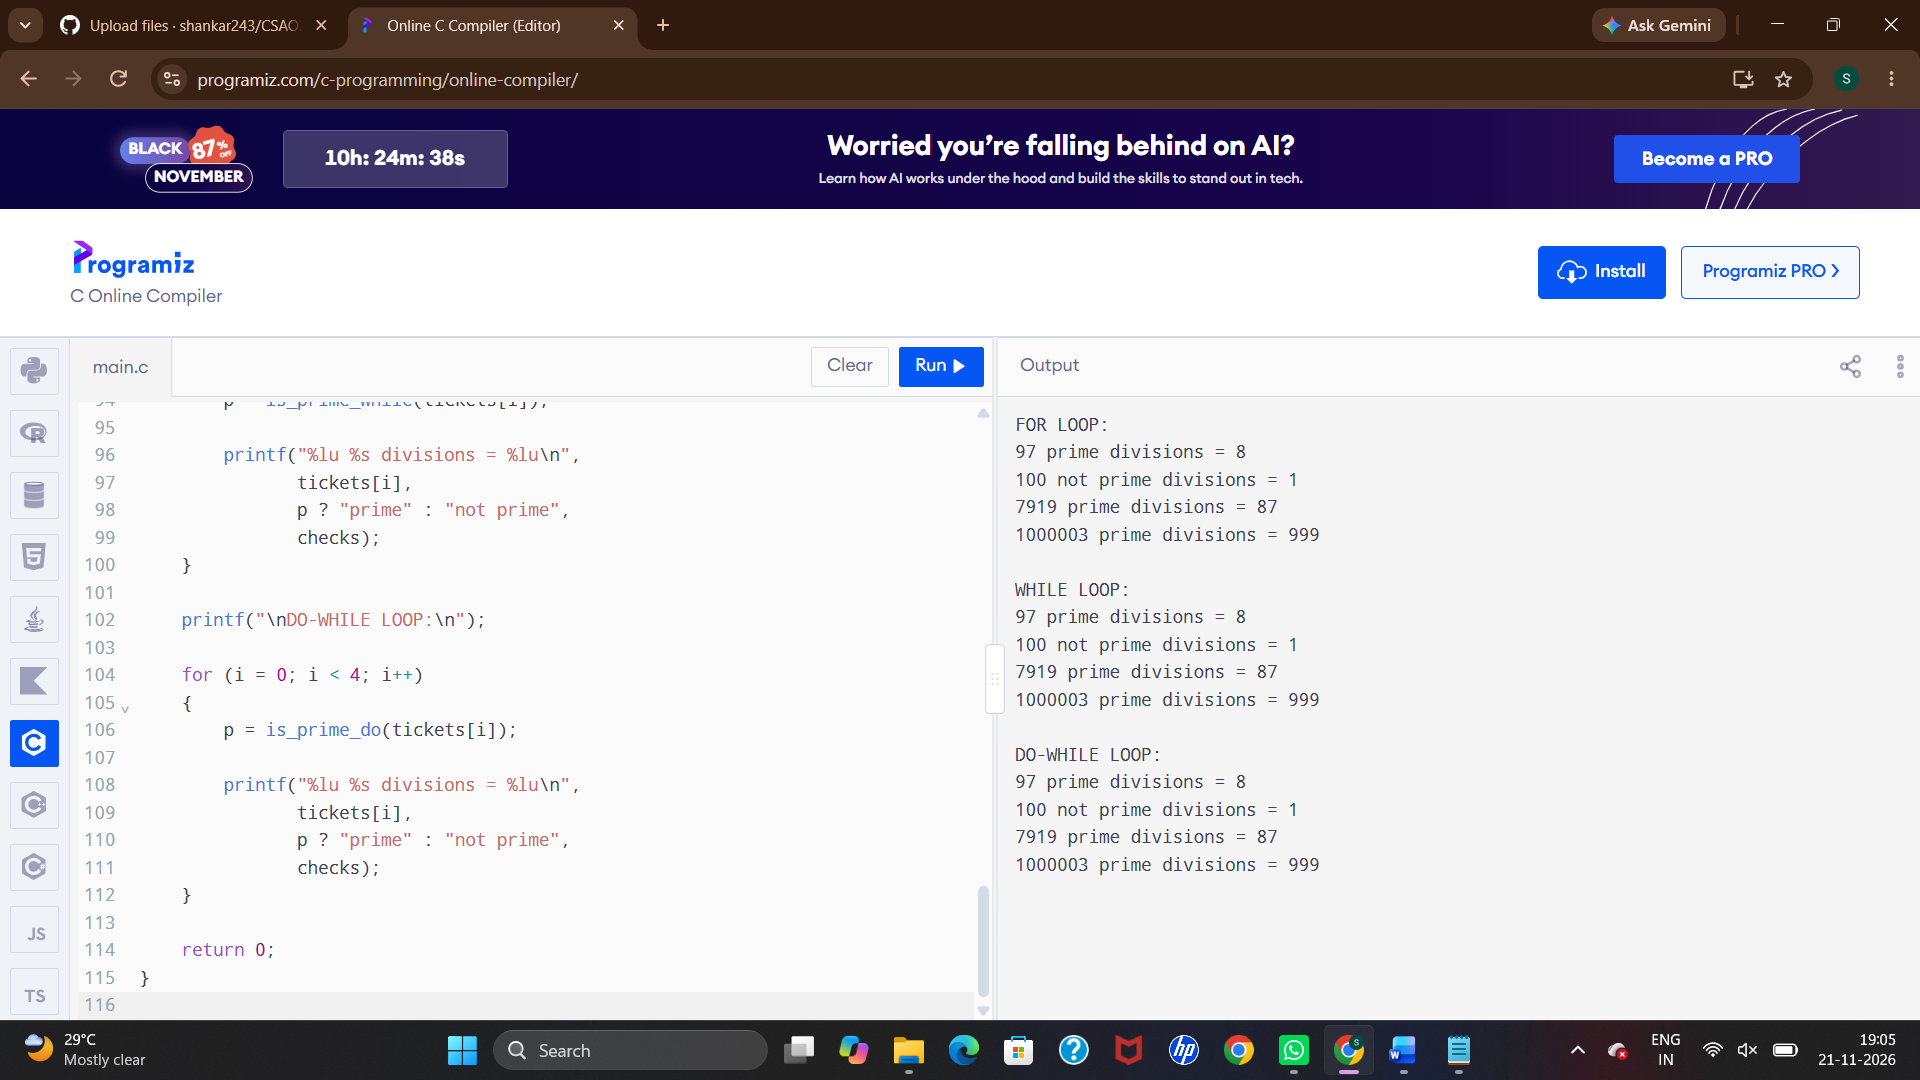 Upload files · shankar243/CSAO
Online C Compiler (Editor)
Ask Gemini
programiz.com/c-programming/online-compiler/
S
BLACK 87% OFF
NOVEMBER
10h: 24m: 38s
Worried you’re falling behind on AI?
Learn how AI works under the hood and build the skills to stand out in tech.
Become a PRO
Programiz
C Online Compiler
Install
Programiz PRO
main.c
Clear
Run
Output
94 p = is_prime_while(tickets[i]);
95
96 printf("%lu %s divisions = %lu\n",
97 tickets[i],
98 p ? "prime" : "not prime",
99 checks);
100 }
101
102 printf("\nDO-WHILE LOOP:\n");
103
104 for (i = 0; i < 4; i++)
105 {
106 p = is_prime_do(tickets[i]);
107
108 printf("%lu %s divisions = %lu\n",
109 tickets[i],
110 p ? "prime" : "not prime",
111 checks);
112 }
113
114 return 0;
115 }
116
FOR LOOP:
97 prime divisions = 8
100 not prime divisions = 1
7919 prime divisions = 87
1000003 prime divisions = 999
WHILE LOOP:
97 prime divisions = 8
100 not prime divisions = 1
7919 prime divisions = 87
1000003 prime divisions = 999
DO-WHILE LOOP:
97 prime divisions = 8
100 not prime divisions = 1
7919 prime divisions = 87
1000003 prime divisions = 999
JS
TS
29°C
Mostly clear
Search
ENG
IN
19:05
21-11-2026